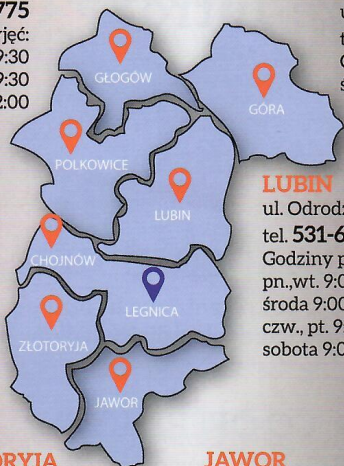 775
jęć:
9:30
9:30
2:00
GŁOGÓW
GÓRA
POLKOWICE
LUBIN
CHOJNÓW
LEGNICA
ZŁOTORYJA
JAWOR
LUBIN
ul. Odrodz
tel. 531-6
Godziny p
pn.,wt. 9:0
środa 9:00
czw., pt. 9:
sobota 9:0
ORYJA
JAWOR